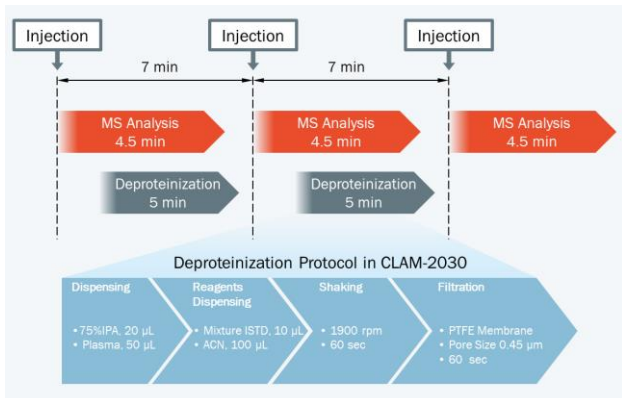 Injection
Injection
Injection
7 min
7 min
MS Analysis
4.5 min
MS Analysis
4.5 min
MS Analysis
4.5 min
Deproteinization
5 min
Deproteinization
5 min
Deproteinization Protocol in CLAM-2030
Dispensing
•75%IPA, 20 µL
• Plasma, 50 µL
Reagents
Dispensing
• Mixture ISTD, 10 µL
• ACN, 100 µL
Shaking
• 1900 rpm
• 60 sec
Filtration
• PTFE Membrane
• Pore Size 0.45 µm
• 60 sec